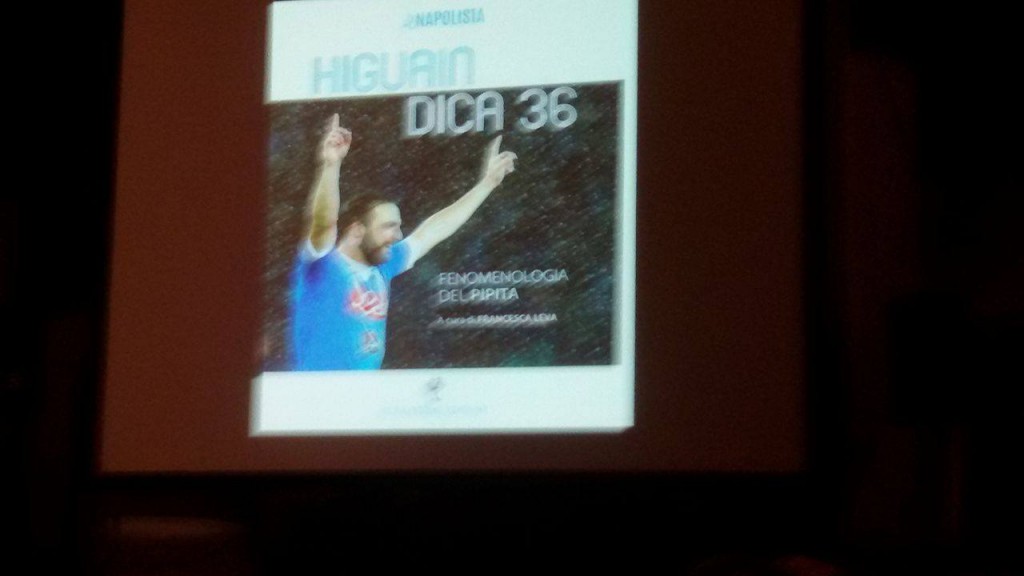 NAPOLISTA
HIGUAIN
DICA 36
FENOMENOLOGIA
DEL PIPITA
A cura di FRANCESCA LEVA